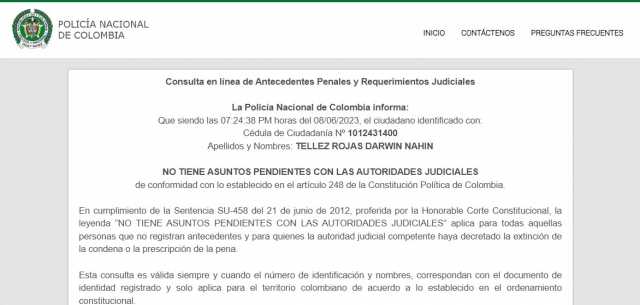 POLICÍA NACIONAL
DE COLOMBIA
INICIO CONTÁCTENOS PREGUNTAS FRECUENTES
Consulta en línea de Antecedentes Penales y Requerimientos Judiciales
La Policía Nacional de Colombia informa:
Que siendo las 07:24:38 PM horas del 08/06/2023, el ciudadano identificado con:
Cédula de Ciudadanía Nº 1012431400
Apellidos y Nombres: TELLEZ ROJAS DARWIN NAHIN
NO TIENE ASUNTOS PENDIENTES CON LAS AUTORIDADES JUDICIALES
de conformidad con lo establecido en el artículo 248 de la Constitución Política de Colombia.
En cumplimiento de la Sentencia SU-458 del 21 de junio de 2012, proferida por la Honorable Corte Constitucional, la
leyenda "NO TIENE ASUNTOS PENDIENTES CON LAS AUTORIDADES JUDICIALES" aplica para todas aquellas
personas que no registran antecedentes y para quienes la autoridad judicial competente haya decretado la extinción de
la condena o la prescripción de la pena.
Esta consulta es válida siempre y cuando el número de identificación y nombres, correspondan con el documento de
identidad registrado y solo aplica para el territorio colombiano de acuerdo a lo establecido en el ordenamiento
constitucional.